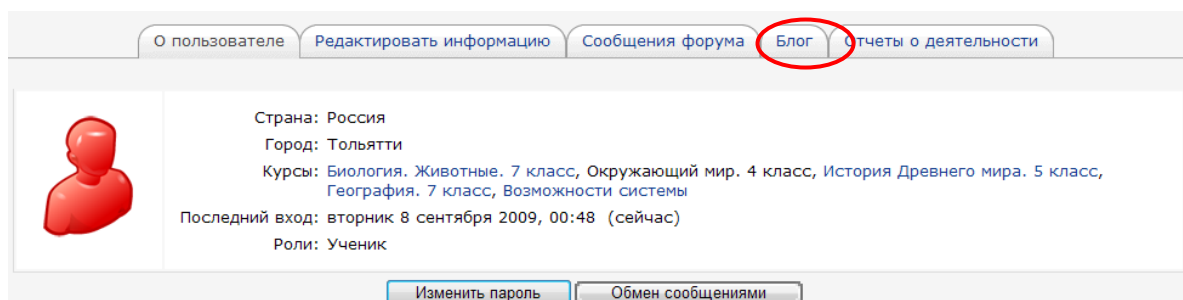 О пользователе Редактировать информацию Сообщения форума Блог Отчеты о деятельности
Страна: Россия
Город: Тольятти
Курсы: Биология. Животные. 7 класс, Окружающий мир. 4 класс, История Древнего мира. 5 класс,
География. 7 класс, Возможности системы
Последний вход: вторник 8 сентября 2009, 00:48 (сейчас)
Роли: Ученик
Изменить пароль Обмен сообщениями